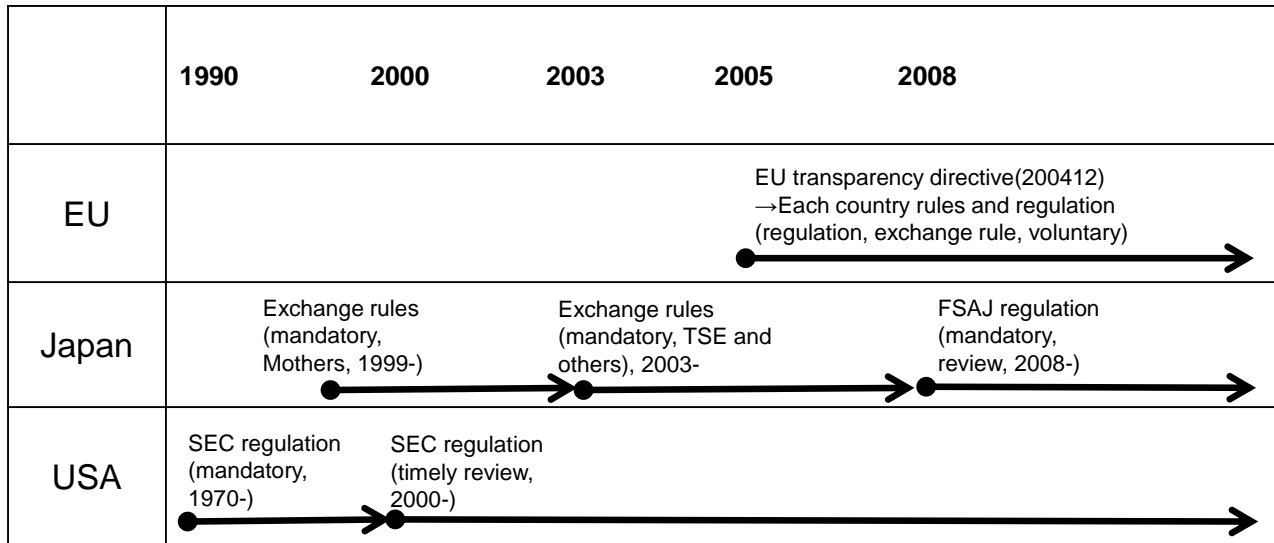 1990 2000 2003 2005 2008
EU
EU transparency directive(200412)
→Each country rules and regulation
(regulation, exchange rule, voluntary)
Japan
Exchange rules
(mandatory,
Mothers, 1999-)
Exchange rules
(mandatory, TSE and
others), 2003-
FSAJ regulation
(mandatory,
review, 2008-)
USA
SEC regulation
(mandatory,
1970-)
SEC regulation
(timely review,
2000-)